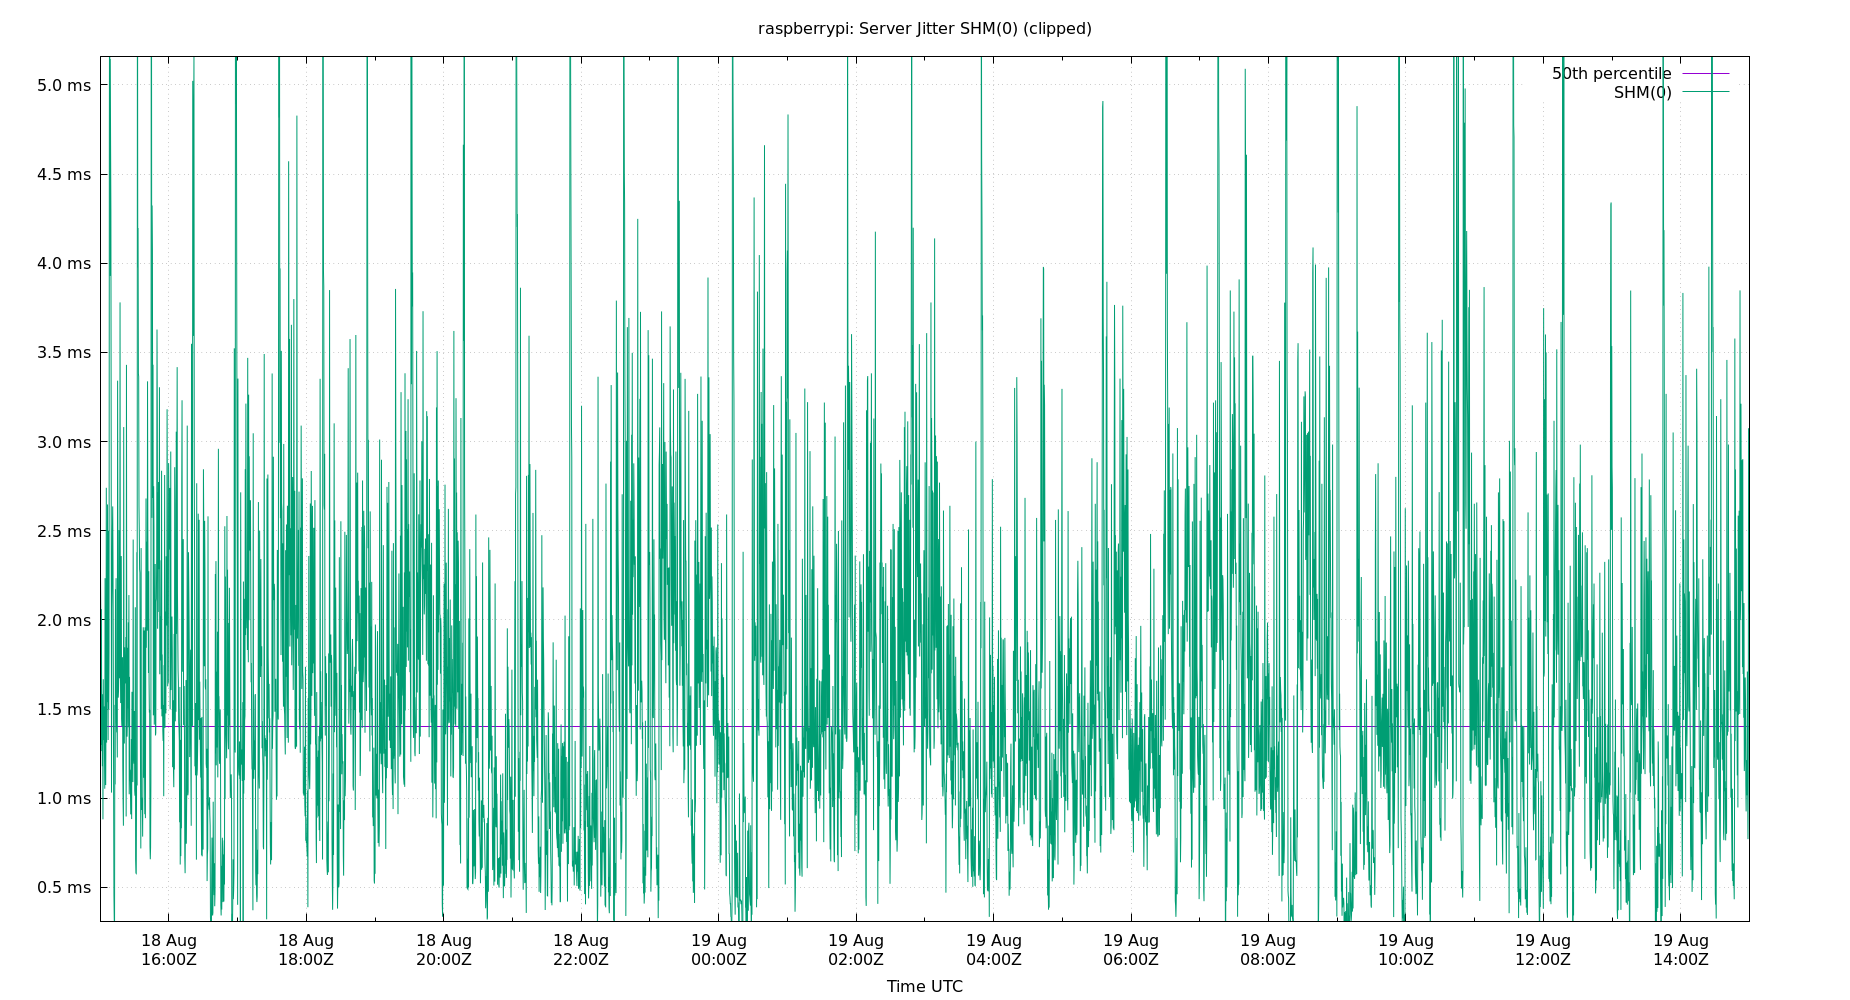 raspberrypi: Server Jitter SHM(0) (clipped)
50th percentile
SHM(0)
5.0 ms
4.5 ms
4.0 ms
3.5 ms
3.0 ms
2.5 ms
2.0 ms
1.5 ms
1.0 ms
0.5 ms
18 Aug 18 Aug 18 Aug 18 Aug 19 Aug 19 Aug 19 Aug 19 Aug 19 Aug 19 Aug 19 Aug 19 Aug
16:00Z 18:00Z 20:00Z 22:00Z 00:00Z 02:00Z 04:00Z 06:00Z 08:00Z 10:00Z 12:00Z 14:00Z
Time UTC